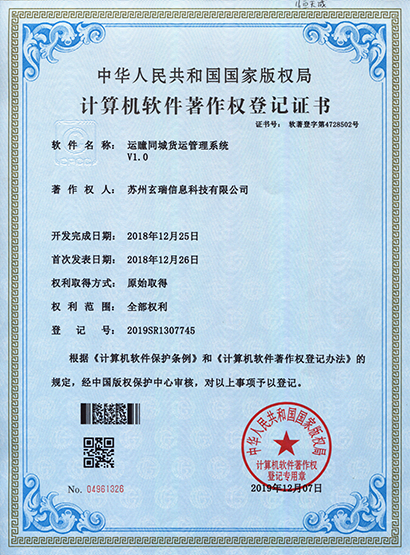 中华人民共和国国家版权局
计算机软件著作权登记证书
证书号： 软著登字第4728502号
软件名称： 运瞳同城货运管理系统
V1.0
著作权人： 苏州玄瑞信息科技有限公司
开发完成日期： 2018年12月25日
首次发表日期： 2018年12月26日
权利取得方式： 原始取得
权利范围： 全部权利
登记号： 2019SR1307745
根据《计算机软件保护条例》和《计算机软件著作权登记办法》的
规定，经中国版权保护中心审核，对以上事项予以登记。
中华人民共和国国家版权局
计算机软件著作权
登记专用章
No. 04961326
2019年12月07日